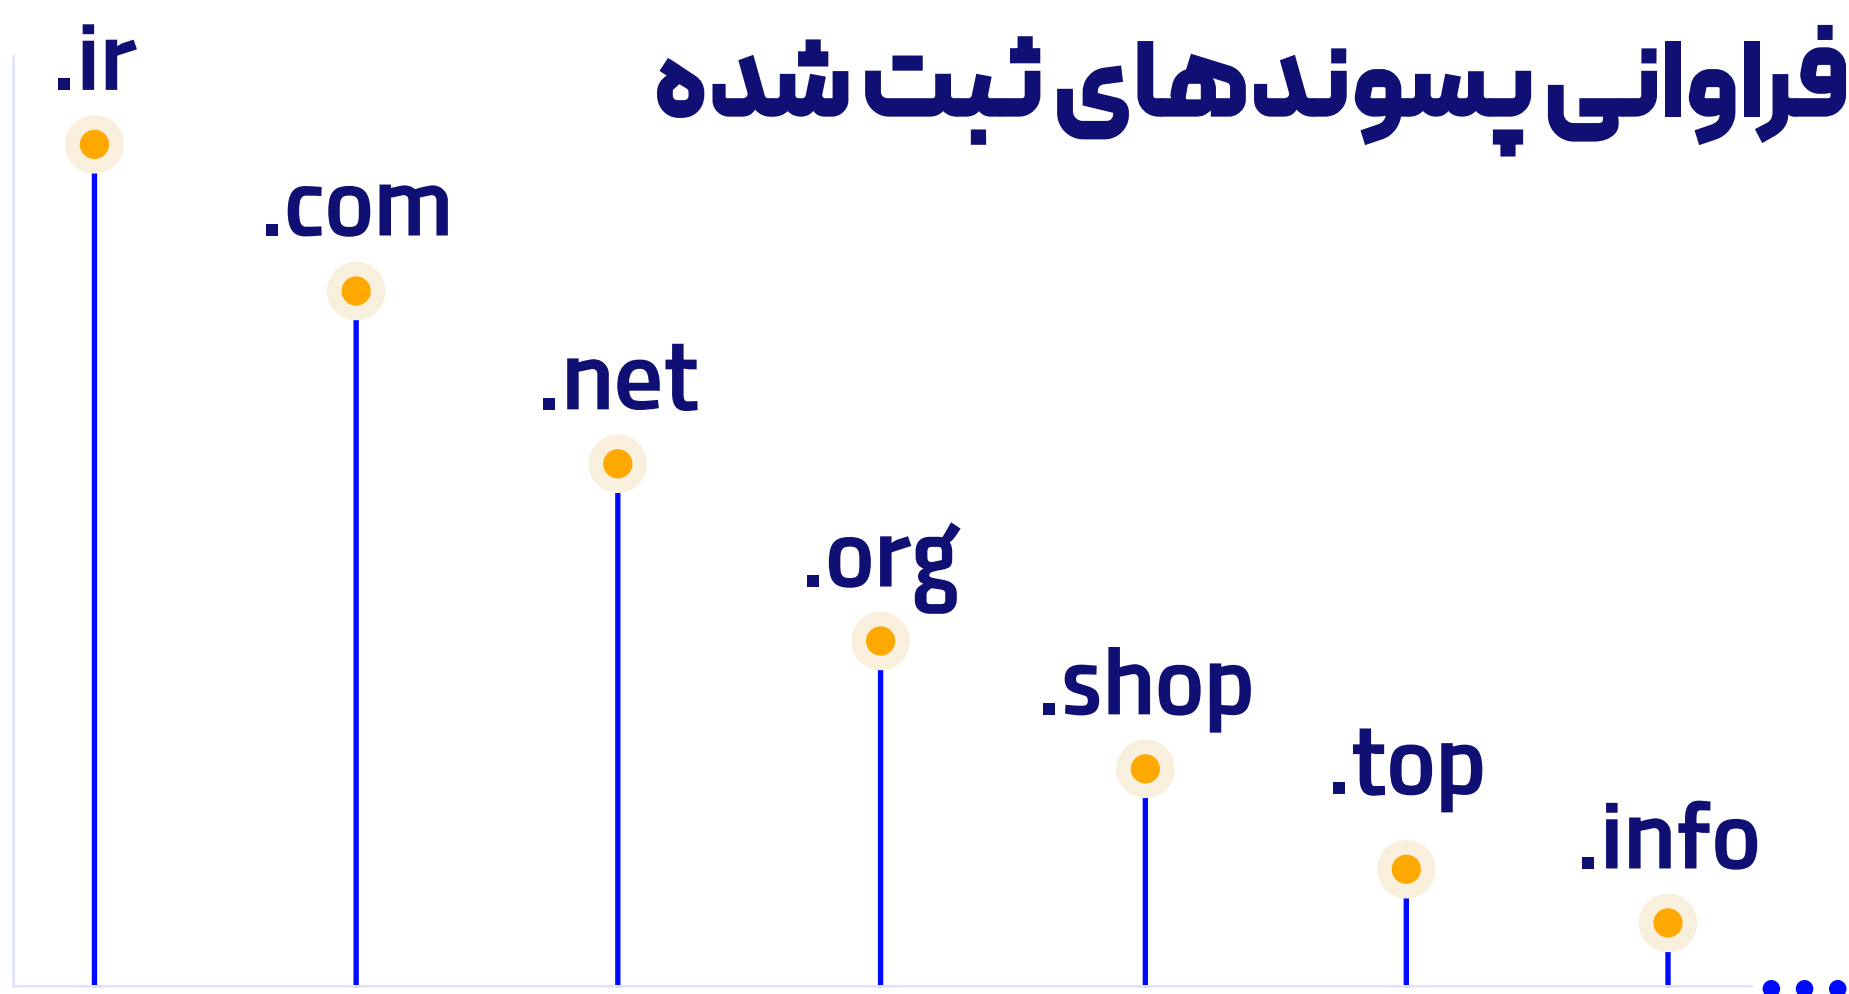 فراوانی پسوندهای ثبت شده
.ir
.com
.net
.org
.shop
.top
.info